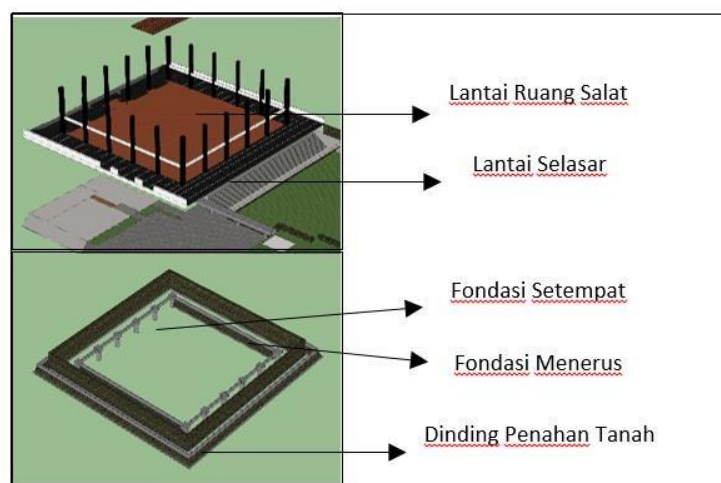 Lantai Ruang Salat
Lantai Selasar
Fondasi Setempat
Fondasi Menerus
Dinding Penahan Tanah